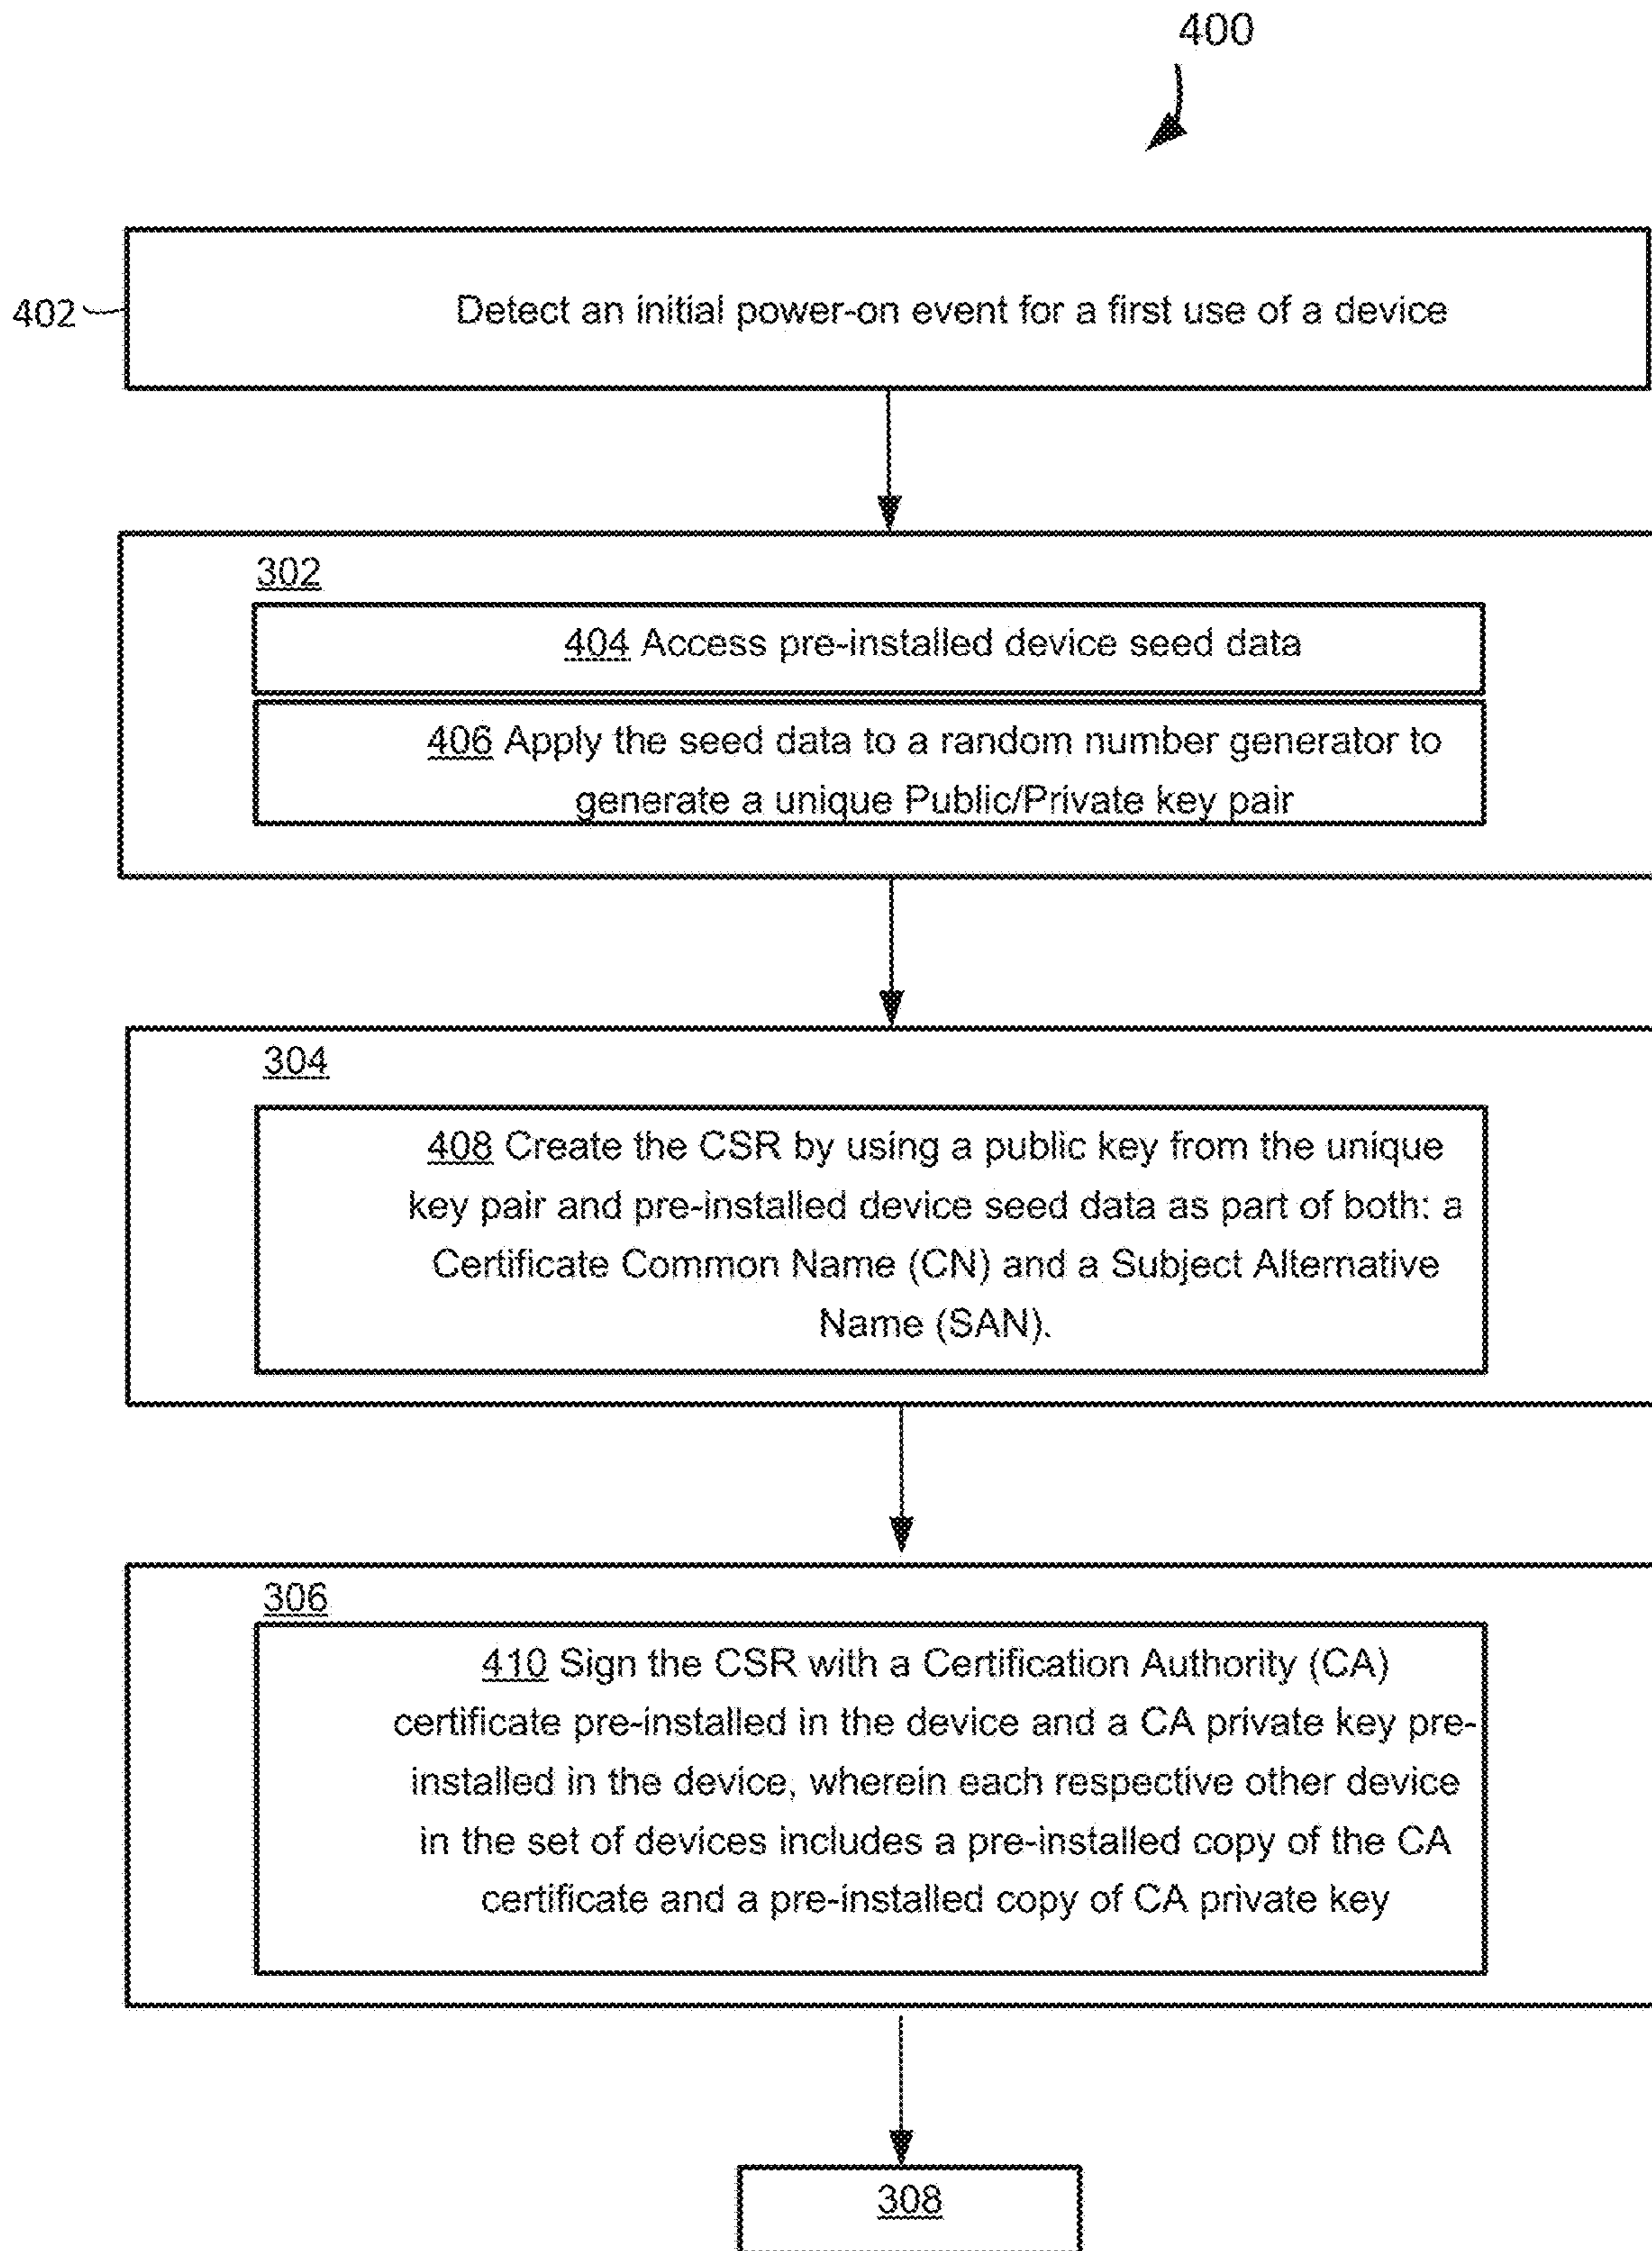 400
402
Detect an initial power-on event for a first use of a device
302
404 Access pre-installed device seed data
406 Apply the seed data to a random number generator to
generate a unique Public/Private key pair
304
408 Create the CSR by using a public key from the unique
key pair and pre-installed device seed data as part of both: a
Certificate Common Name (CN) and a Subject Alternative
Name (SAN).
306
410 Sign the CSR with a Certification Authority (CA)
certificate pre-installed in the device and a CA private key pre-
installed in the device, wherein each respective other device
in the set of devices includes a pre-installed copy of the CA
certificate and a pre-installed copy of CA private key
308